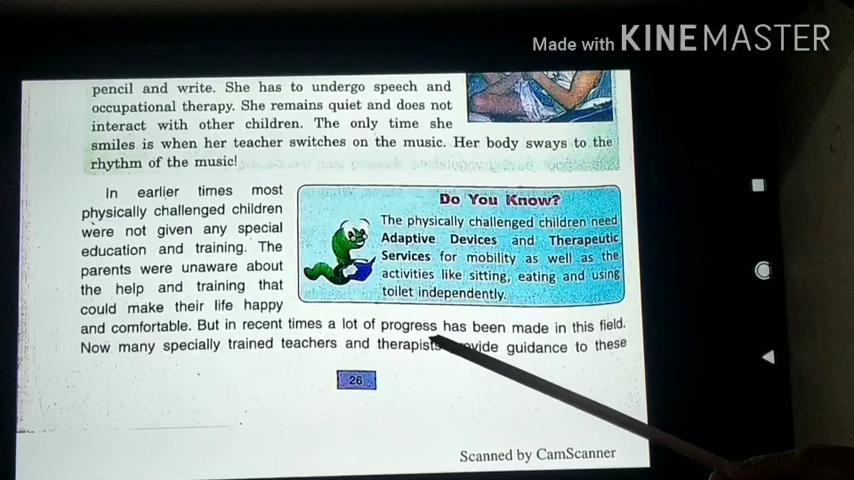 Made with KINEMASTER
pencil and write. She has to undergo speech and
occupational therapy. She remains quiet and does not
interact with other children. The only time she
smiles is when her teacher switches on the music. Her body sways to the
rhythm of the music!
In earlier times most
physically challenged children
were not given any special
education and training. The
parents were unaware about
the help and training that
could make their life happy
and comfortable. But in recent times a lot of progress has been made in this field.
Now many specially trained teachers and therapists provide guidance to these
Do You Know?
The physically challenged children need
Adaptive Devices and Therapeutic
Services for mobility as well as the
activities like sitting, eating and using
toilet independently.
26
Scanned by CamScanner